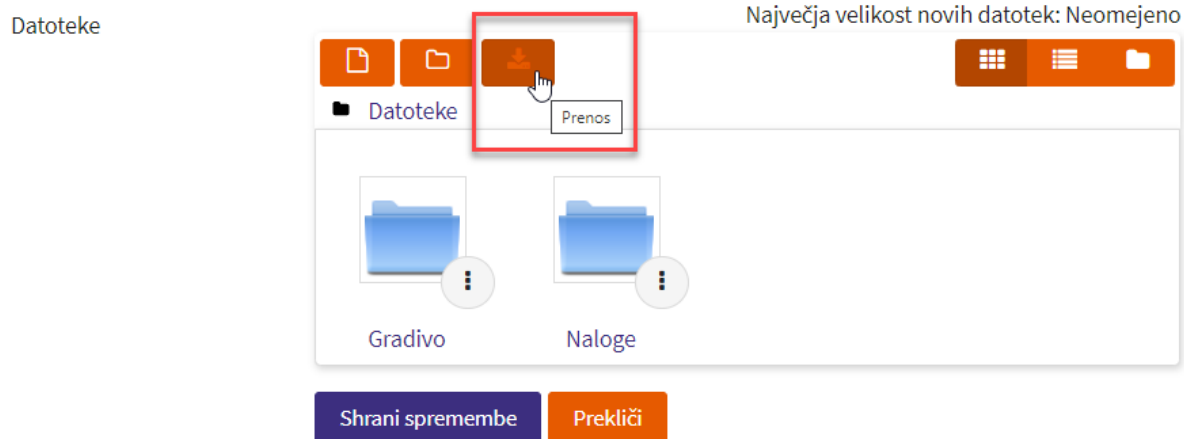 Datoteke
Največja velikost novih datotek: Neomejeno
Datoteke
Prenos
Gradivo
Naloge
Shrani spremembe
Prekliči